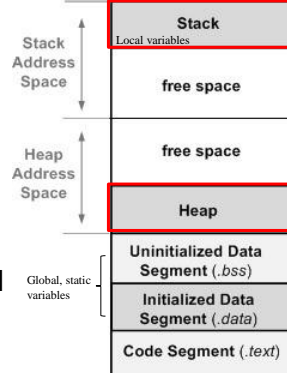 Stack
Local variables
Stack
Address
Space
free space
free space
Heap
Address
Space
Heap
Uninitialized Data
Segment (.bss)
Global, static
variables
Initialized Data
Segment (.data)
Code Segment (.text)